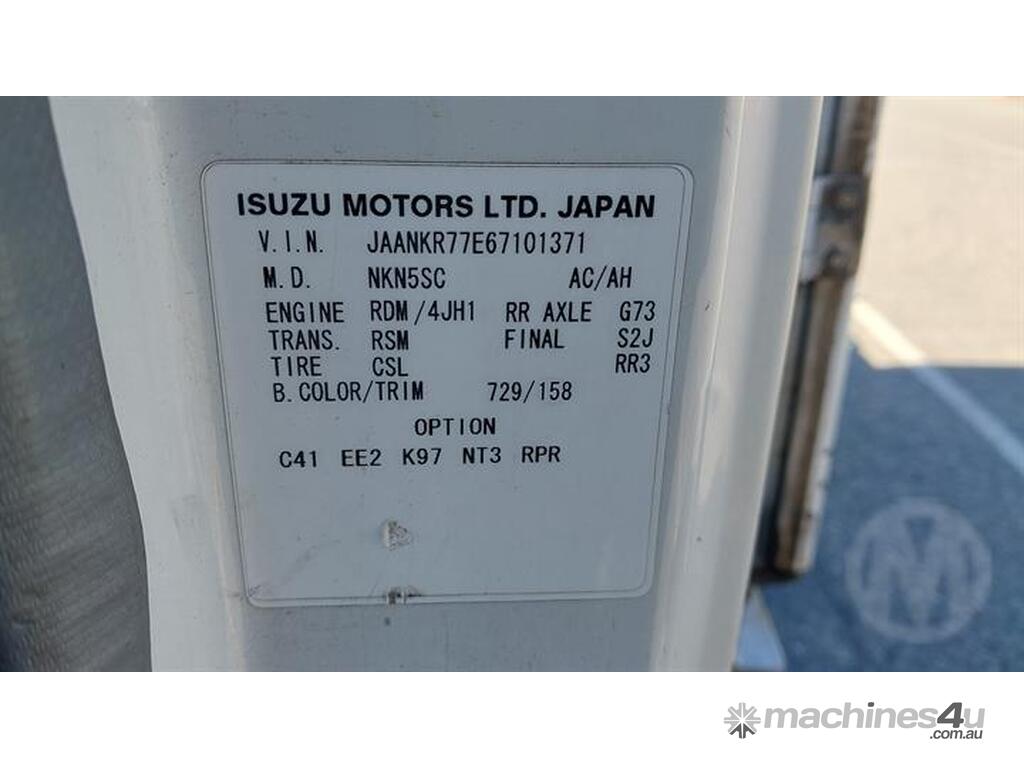 ISUZU MOTORS LTD. JAPAN
V.I.N. JAANKR77E67101371
M.D. NKN5SC AC/AH
ENGINE RDM/4JH1 RR AXLE G73
TRANS. RSM FINAL S2J
TIRE CSL RR3
B.COLOR/TRIM 729/158
OPTION
C41 EE2 K97 NT3 RPR
M
machines4u
.com.au